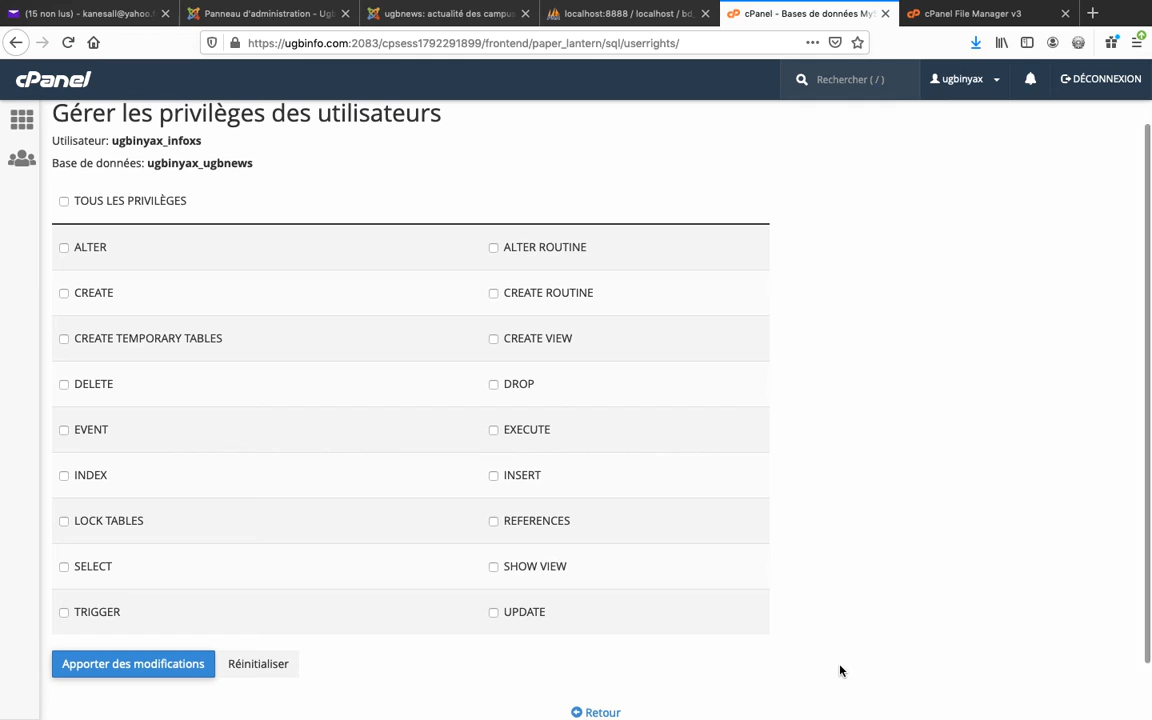 (15 non lus) - kanesall@yahoo.f
Panneau d'administration - Ugb
ugbnews: actualité des campus
localhost:8888 / localhost / bd_
cPanel - Bases de données MyS
cPanel File Manager v3
https://ugbinfo.com:2083/cpsess1792291899/frontend/paper_lantern/sql/userrights/
cPanel
Rechercher ( / )
ugbinyax
DÉCONNEXION
Gérer les privilèges des utilisateurs
Utilisateur: ugbinyax_infoxs
Base de données: ugbinyax_ugbnews
TOUS LES PRIVILÈGES
ALTER
ALTER ROUTINE
CREATE
CREATE ROUTINE
CREATE TEMPORARY TABLES
CREATE VIEW
DELETE
DROP
EVENT
EXECUTE
INDEX
INSERT
LOCK TABLES
REFERENCES
SELECT
SHOW VIEW
TRIGGER
UPDATE
Apporter des modifications
Réinitialiser
Retour